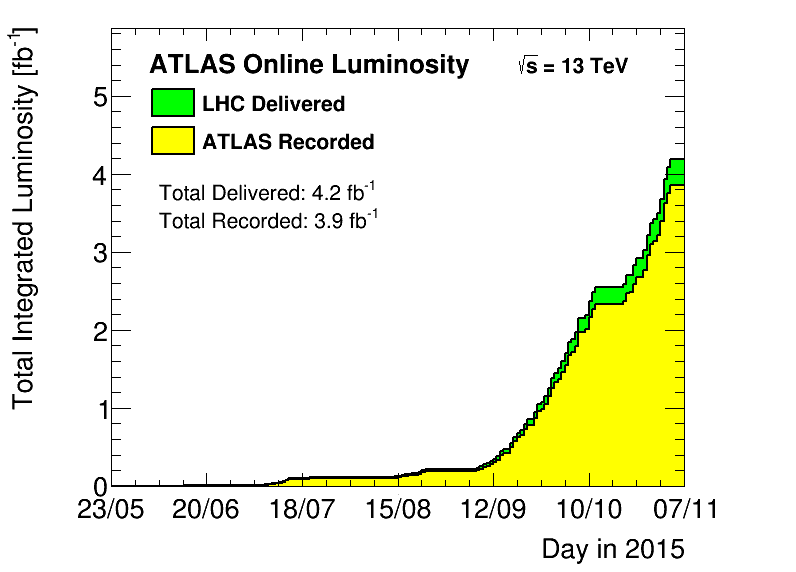 Total Integrated Luminosity [fb⁻¹]
ATLAS Online Luminosity √s = 13 TeV
LHC Delivered
ATLAS Recorded
Total Delivered: 4.2 fb⁻¹
Total Recorded: 3.9 fb⁻¹
5
4
3
2
1
0
23/05 20/06 18/07 15/08 12/09 10/10 07/11
Day in 2015